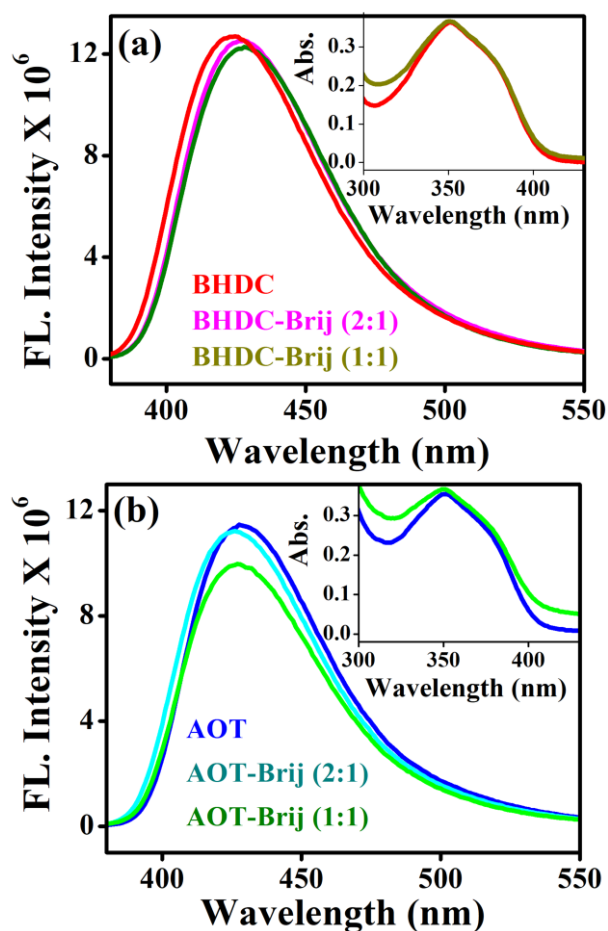 (a)
FL. Intensity X 10⁶
12
8
4
0
400
450
500
550
Wavelength (nm)
BHDC
BHDC-Brij (2:1)
BHDC-Brij (1:1)
Abs.
0.3
0.2
0.1
0.0
300
350
400
Wavelength (nm)
(b)
FL. Intensity X 10⁶
12
8
4
0
400
450
500
550
Wavelength (nm)
AOT
AOT-Brij (2:1)
AOT-Brij (1:1)
Abs.
0.3
0.2
0.1
0.0
300
350
400
Wavelength (nm)